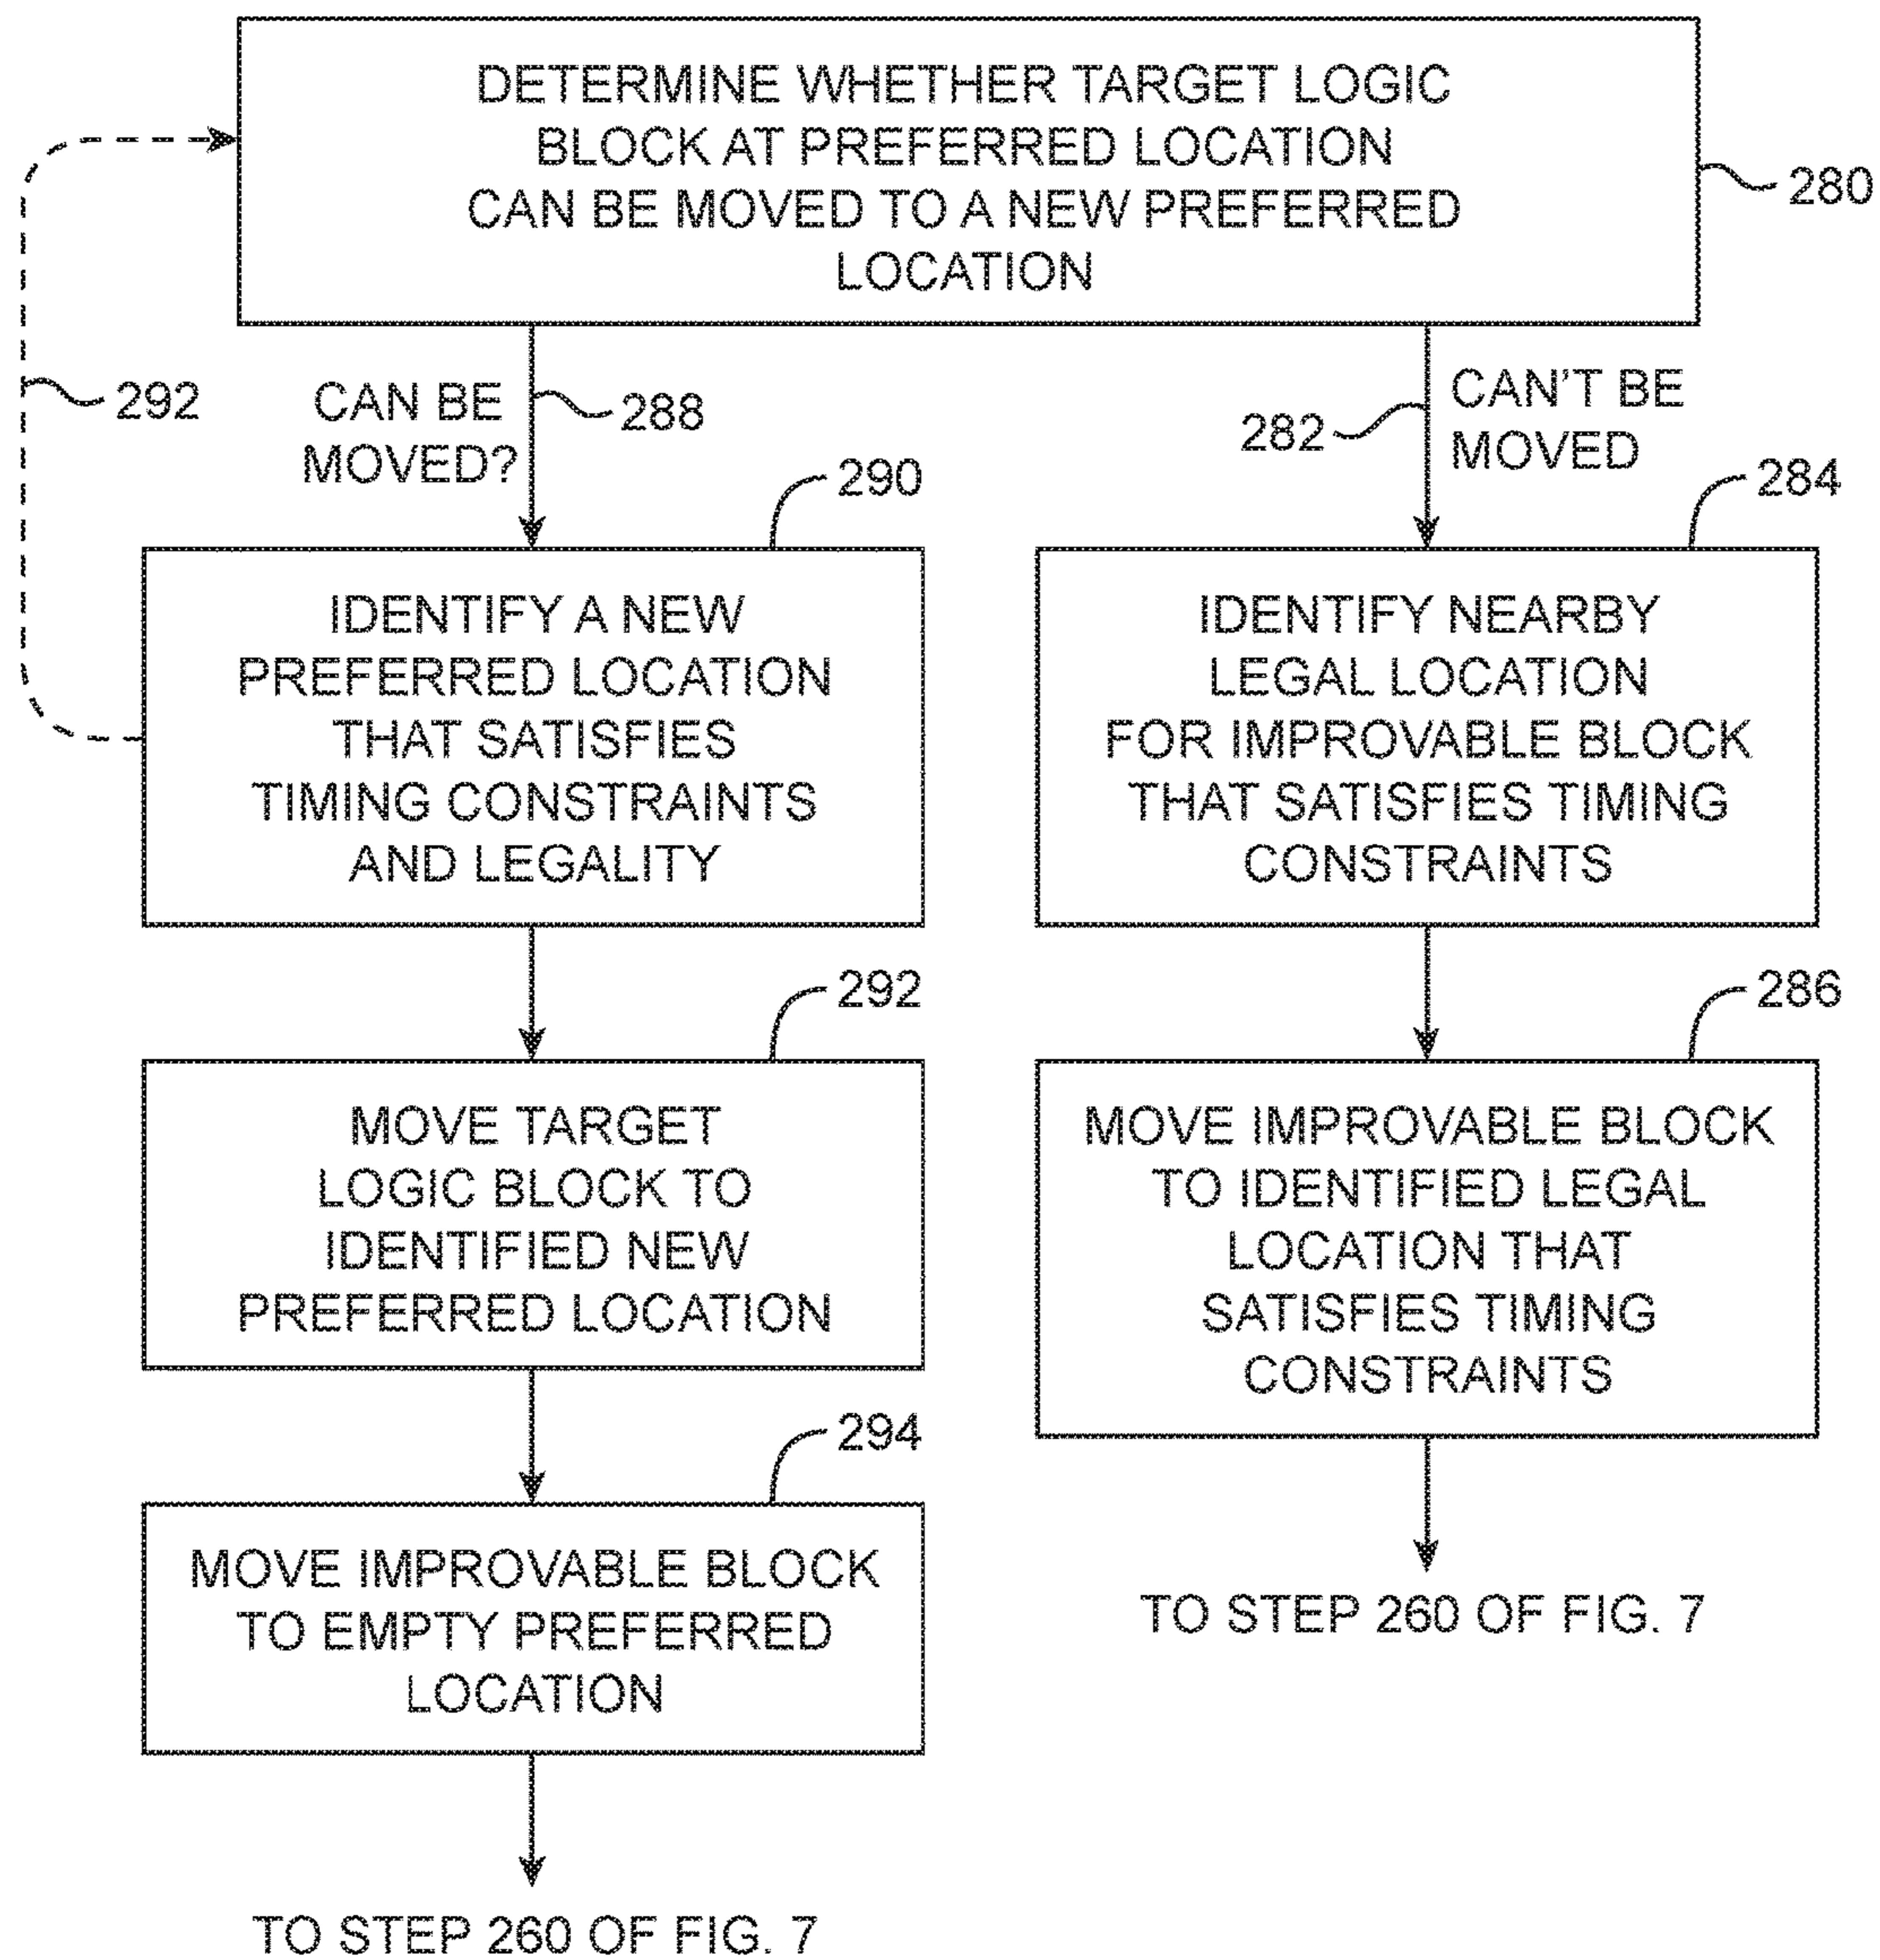 DETERMINE WHETHER TARGET LOGIC
BLOCK AT PREFERRED LOCATION
CAN BE MOVED TO A NEW PREFERRED
LOCATION
280
292
CAN BE
MOVED?
288
282
CAN'T BE
MOVED
290
IDENTIFY A NEW
PREFERRED LOCATION
THAT SATISFIES
TIMING CONSTRAINTS
AND LEGALITY
284
IDENTIFY NEARBY
LEGAL LOCATION
FOR IMPROVABLE BLOCK
THAT SATISFIES TIMING
CONSTRAINTS
292
MOVE TARGET
LOGIC BLOCK TO
IDENTIFIED NEW
PREFERRED LOCATION
286
MOVE IMPROVABLE BLOCK
TO IDENTIFIED LEGAL
LOCATION THAT
SATISFIES TIMING
CONSTRAINTS
294
MOVE IMPROVABLE BLOCK
TO EMPTY PREFERRED
LOCATION
TO STEP 260 OF FIG. 7
TO STEP 260 OF FIG. 7